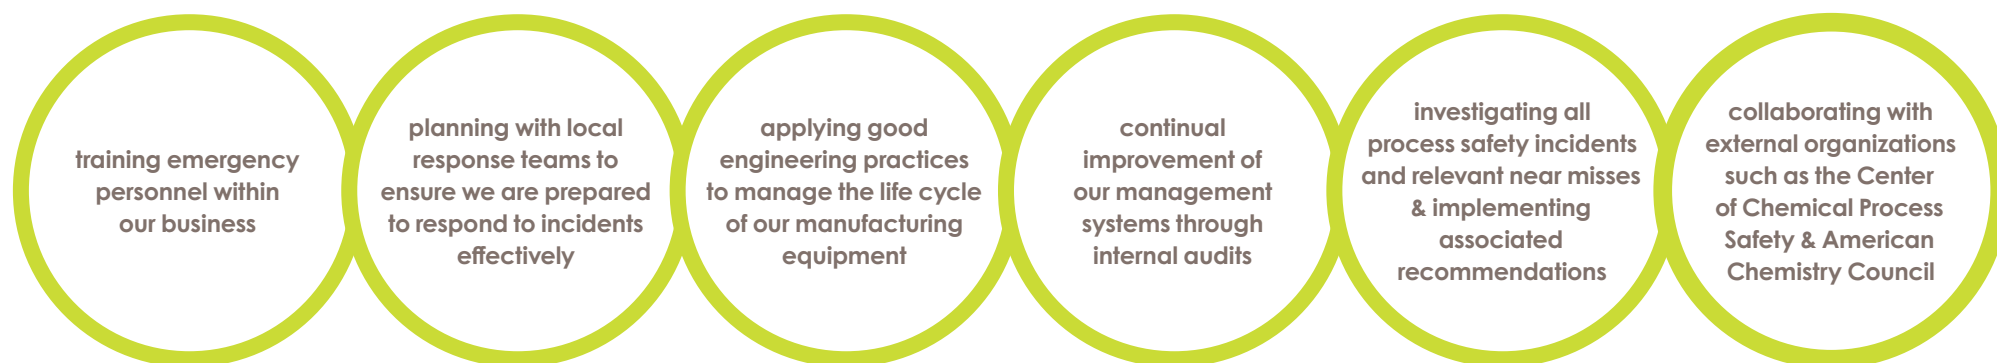 training emergency
personnel within
our business
planning with local
response teams to
ensure we are prepared
to respond to incidents
effectively
applying good
engineering practices
to manage the life cycle
of our manufacturing
equipment
continual
improvement of
our management
systems through
internal audits
investigating all
process safety incidents
and relevant near misses
& implementing
associated
recommendations
collaborating with
external organizations
such as the Center
of Chemical Process
Safety & American
Chemistry Council